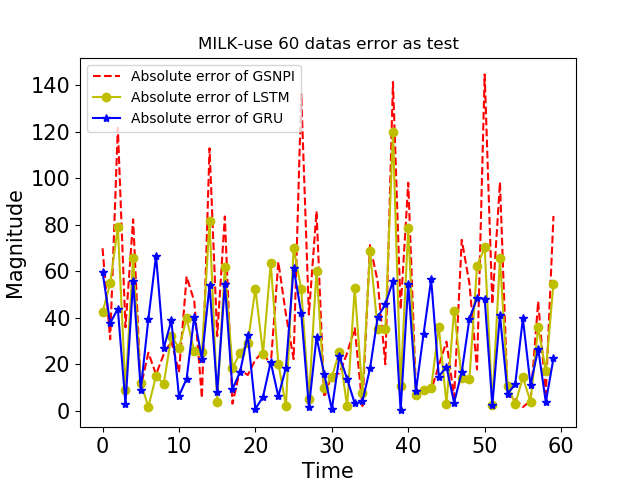 MILK-use 60 datas error as test
Absolute error of GSNPI
Absolute error of LSTM
Absolute error of GRU
Magnitude
140
120
100
80
60
40
20
0
0 10 20 30 40 50 60
Time